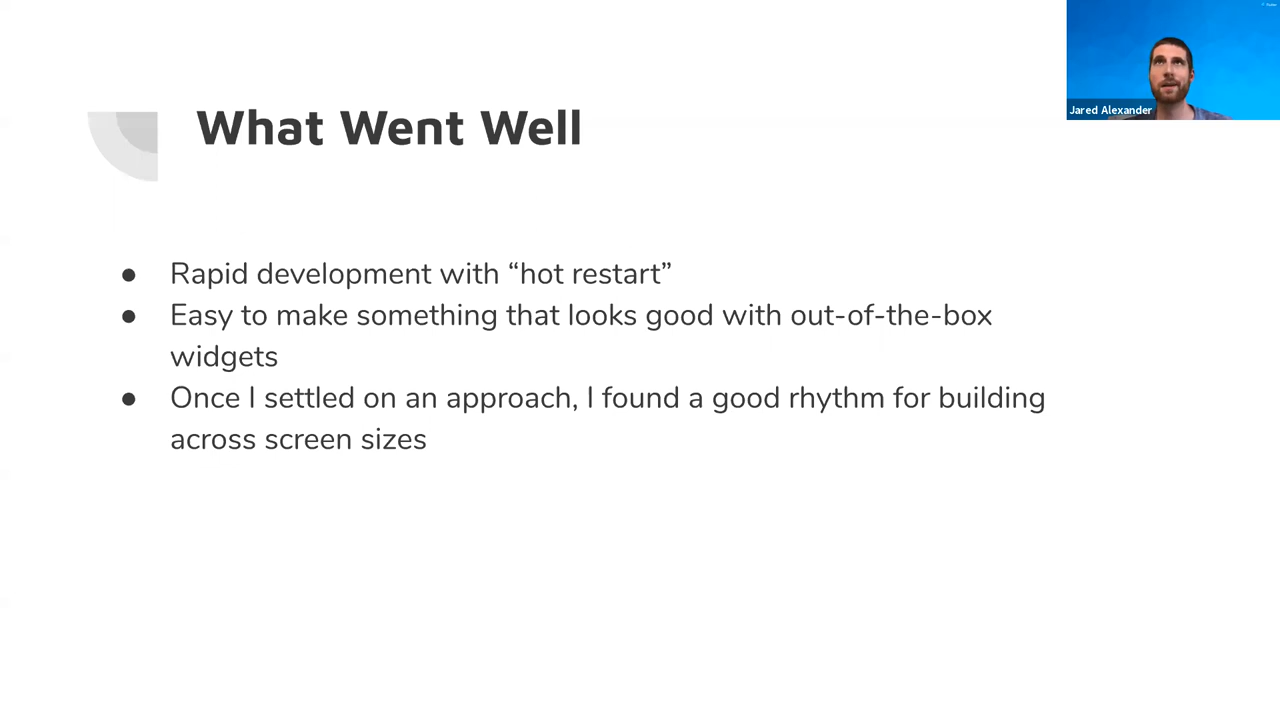 Jared Alexander
What Went Well
● Rapid development with “hot restart”
● Easy to make something that looks good with out-of-the-box
widgets
● Once I settled on an approach, I found a good rhythm for building
across screen sizes